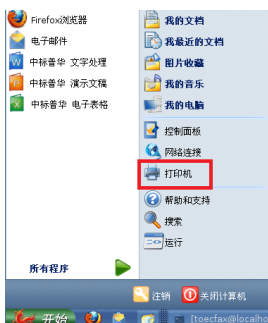 Firefox浏览器
电子邮件
中标普华 文字处理
中标普华 演示文稿
中标普华 电子表格
所有程序
我的文档
我最近的文档
图片收藏
我的音乐
我的电脑
控制面板
网络连接
打印机
帮助和支持
搜索
运行
注销 关闭计算机
开始 [toecfax@localho